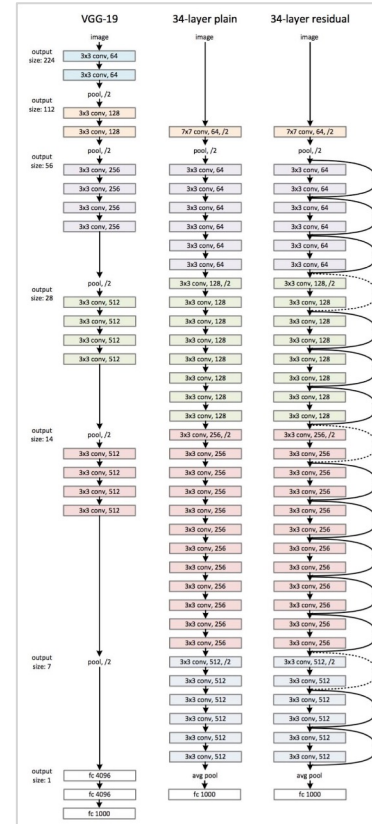 output
size: 224
output
size: 112
output
size: 56
output
size: 28
output
size: 14
output
size: 7
output
size: 1
VGG-19
image
3x3 conv, 64
3x3 conv, 64
pool, /2
3x3 conv, 128
3x3 conv, 128
pool, /2
3x3 conv, 256
3x3 conv, 256
3x3 conv, 256
3x3 conv, 256
pool, /2
3x3 conv, 512
3x3 conv, 512
3x3 conv, 512
3x3 conv, 512
pool, /2
3x3 conv, 512
3x3 conv, 512
3x3 conv, 512
3x3 conv, 512
pool, /2
fc 4096
fc 4096
fc 1000
34-layer plain
image
7x7 conv, 64, /2
pool, /2
3x3 conv, 64
3x3 conv, 64
3x3 conv, 64
3x3 conv, 64
3x3 conv, 64
3x3 conv, 64
3x3 conv, 128, /2
3x3 conv, 128
3x3 conv, 128
3x3 conv, 128
3x3 conv, 128
3x3 conv, 128
3x3 conv, 128
3x3 conv, 128
3x3 conv, 256, /2
3x3 conv, 256
3x3 conv, 256
3x3 conv, 256
3x3 conv, 256
3x3 conv, 256
3x3 conv, 256
3x3 conv, 256
3x3 conv, 256
3x3 conv, 256
3x3 conv, 256
3x3 conv, 256
3x3 conv, 512, /2
3x3 conv, 512
3x3 conv, 512
3x3 conv, 512
3x3 conv, 512
3x3 conv, 512
avg pool
fc 1000
34-layer residual
image
7x7 conv, 64, /2
pool, /2
3x3 conv, 64
3x3 conv, 64
3x3 conv, 64
3x3 conv, 64
3x3 conv, 64
3x3 conv, 64
3x3 conv, 128, /2
3x3 conv, 128
3x3 conv, 128
3x3 conv, 128
3x3 conv, 128
3x3 conv, 128
3x3 conv, 128
3x3 conv, 128
3x3 conv, 256, /2
3x3 conv, 256
3x3 conv, 256
3x3 conv, 256
3x3 conv, 256
3x3 conv, 256
3x3 conv, 256
3x3 conv, 256
3x3 conv, 256
3x3 conv, 256
3x3 conv, 256
3x3 conv, 256
3x3 conv, 512, /2
3x3 conv, 512
3x3 conv, 512
3x3 conv, 512
3x3 conv, 512
3x3 conv, 512
avg pool
fc 1000